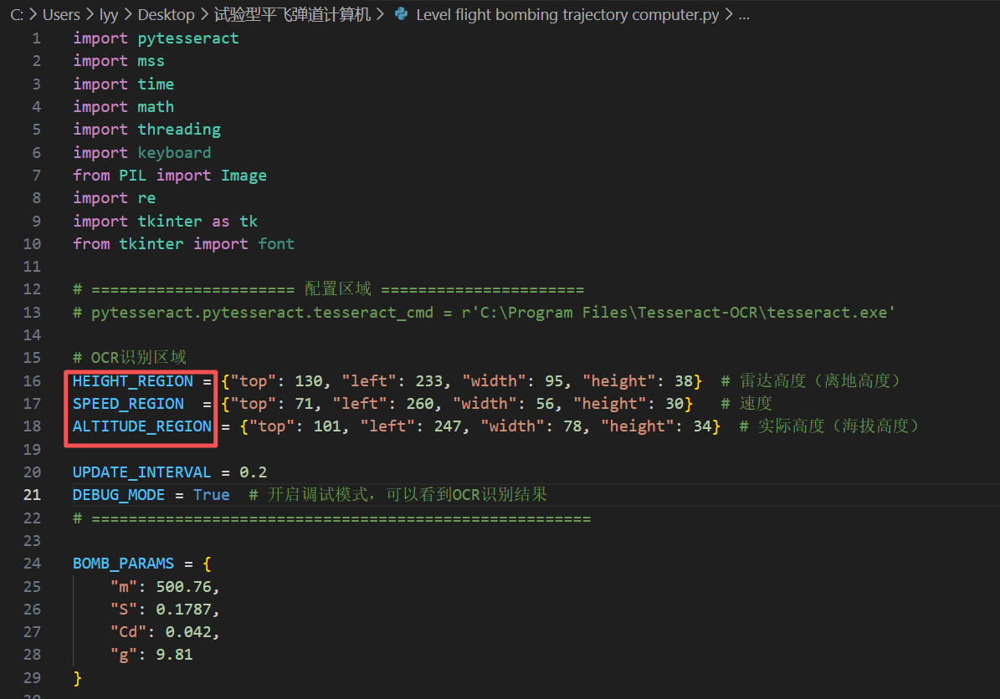 C: > Users > lyy > Desktop > 试验型平飞弹道计算机 > Level flight bombing trajectory computer.py > ...
1 import pytesseract
2 import mss
3 import time
4 import math
5 import threading
6 import keyboard
7 from PIL import Image
8 import re
9 import tkinter as tk
10 from tkinter import font
11
12 # ====================== 配置区域 ======================
13 # pytesseract.pytesseract.tesseract_cmd = r'C:\Program Files\Tesseract-OCR\tesseract.exe'
14
15 # OCR识别区域
16 HEIGHT_REGION = {"top": 130, "left": 233, "width": 95, "height": 38}  # 雷达高度（离地高度）
17 SPEED_REGION  = {"top": 71, "left": 260, "width": 56, "height": 30}   # 速度
18 ALTITUDE_REGION = {"top": 101, "left": 247, "width": 78, "height": 34}  # 实际高度（海拔高度）
19
20 UPDATE_INTERVAL = 0.2
21 DEBUG_MODE = True  # 开启调试模式，可以看到OCR识别结果
22 # ======================================================
23
24 BOMB_PARAMS = {
25     "m": 500.76,
26     "S": 0.1787,
27     "Cd": 0.042,
28     "g": 9.81
29 }
30